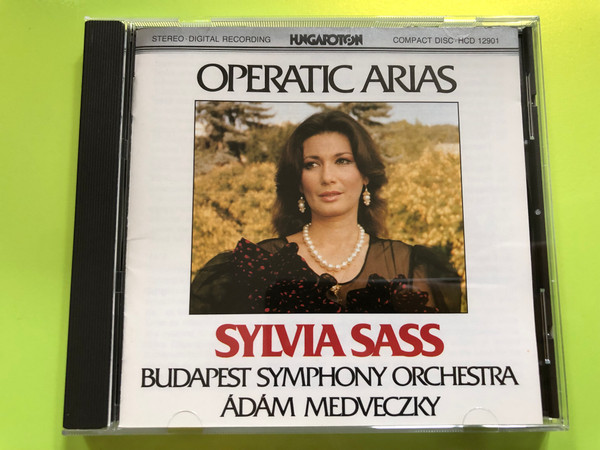 STEREO-DIGITAL RECORDING HUNGAROTON COMPACT DISC-HCD 12901
OPERATIC ARIAS
SYLVIA SASS
BUDAPEST SYMPHONY ORCHESTRA
ÁDÁM MEDVECZKY